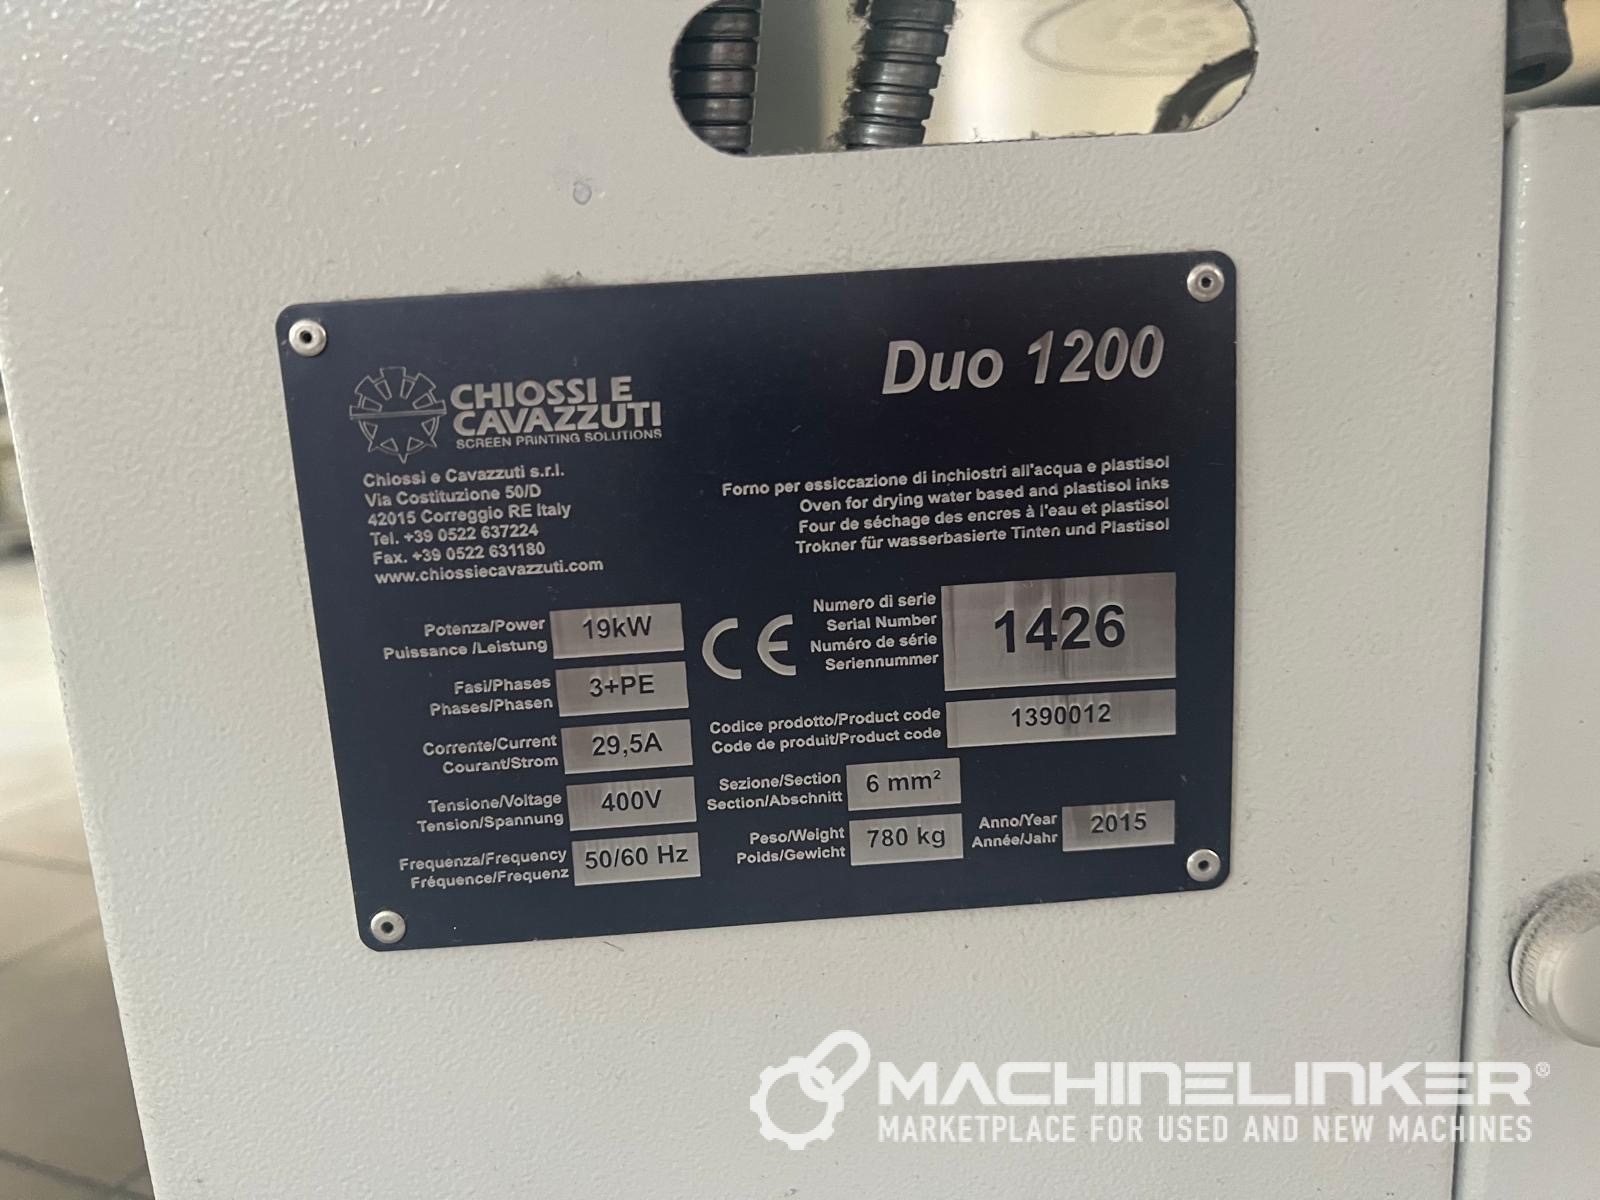 Duo 1200
CHIOSSI E
CAVAZZUTI
SCREEN PRINTING SOLUTIONS
Chiossi e Cavazzuti s.r.l.
Via Costituzione 50/D
42015 Correggio RE Italy
Tel. +39 0522 637224
Fax. +39 0522 631180
www.chiossiecavazzuti.com
Forno per essiccazione di inchiostri all'acqua e plastisol
Oven for drying water based and plastisol inks
Four de séchage des encres à l'eau et plastisol
Trokner für wasserbasierte Tinten und Plastisol
Potenza/Power
Puissance /Leistung
19kW
Fasi/Phases
Phases/Phasen
3+PE
Corrente/Current
Courant/Strom
29,5A
Tensione/Voltage
Tension/Spannung
400V
Frequenza/Frequency
Fréquence/Frequenz
50/60 Hz
CE
Numero di serie
Serial Number
Numéro de série
Seriennummer
1426
Codice prodotto/Product code
Code de produit/Product code
1390012
Sezione/Section
Section/Abschnitt
6 mm²
Peso/Weight
Poids/Gewicht
780 kg
Anno/Year
Année/Jahr
2015
MACHINELINKER®
MARKETPLACE FOR USED AND NEW MACHINES